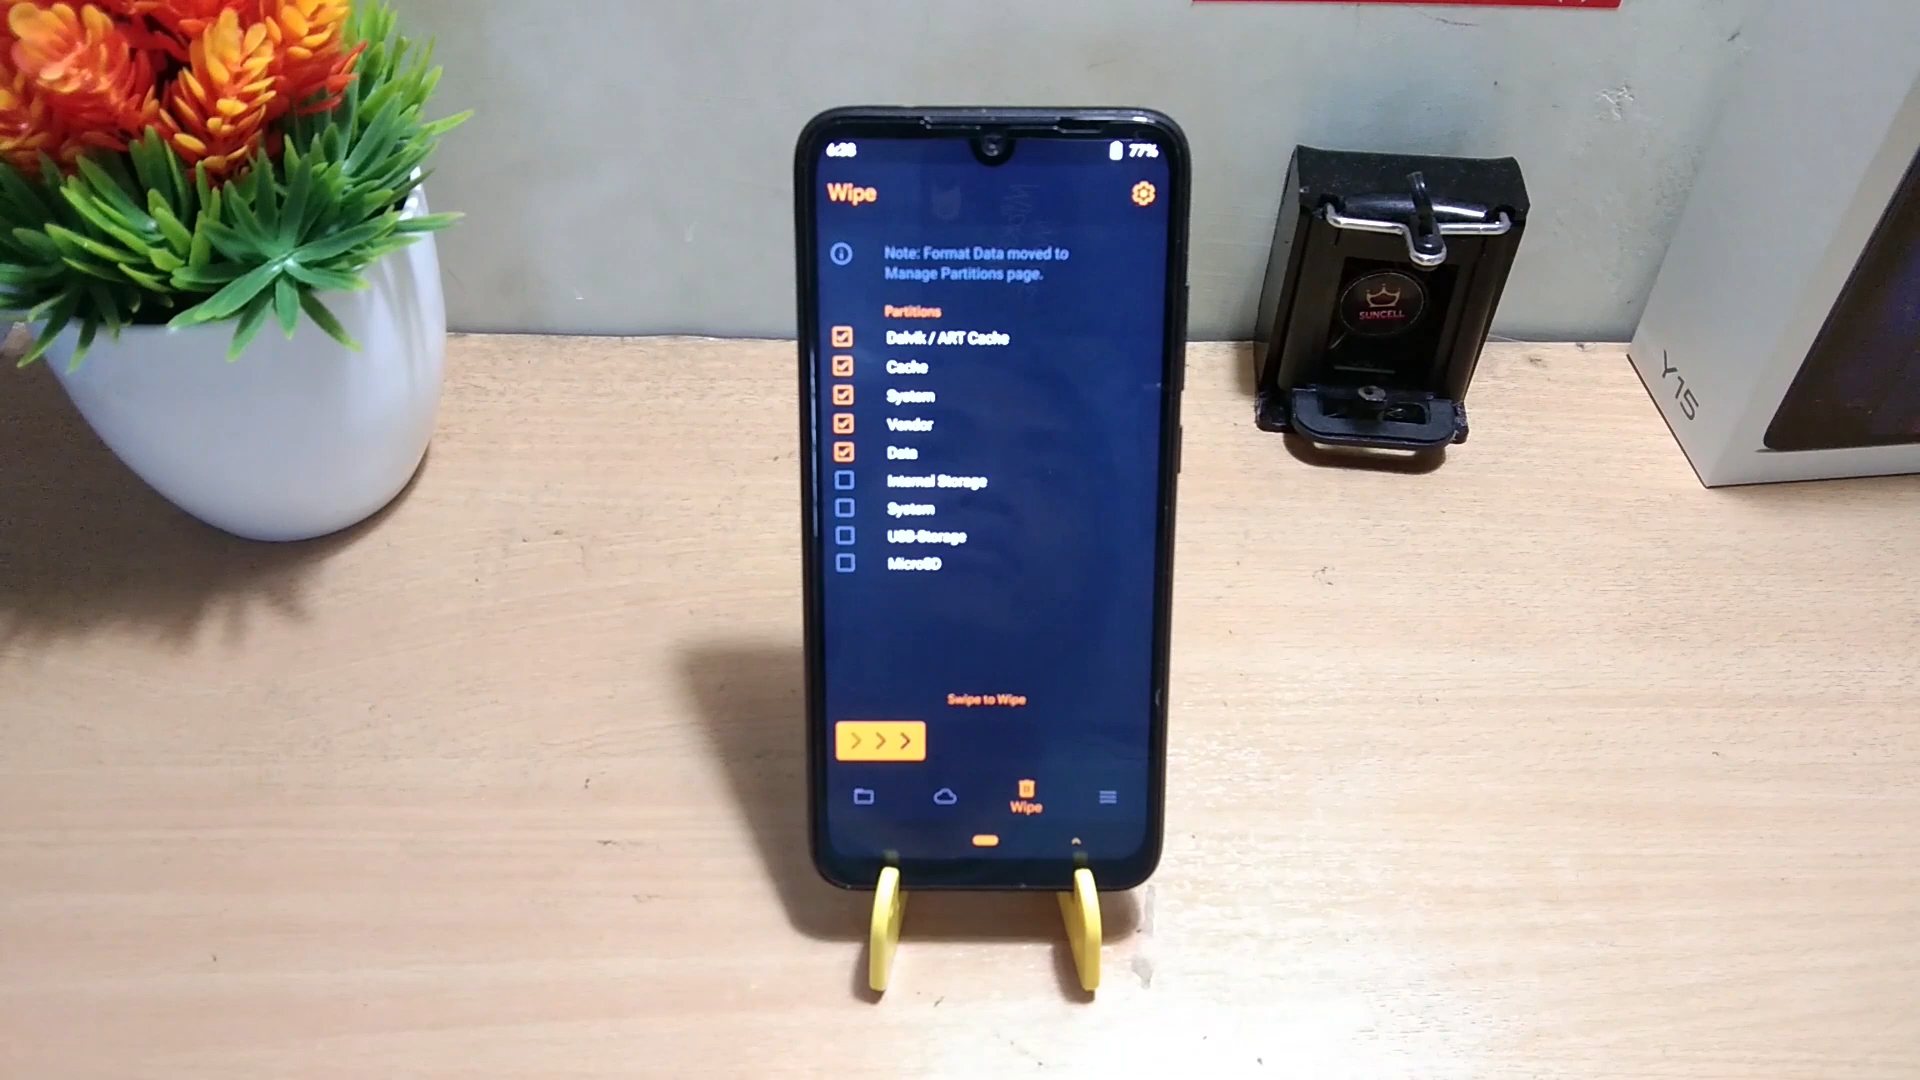 6:38
77%
Wipe
Note: Format Data moved to
Manage Partitions page.
Partitions
Dalvik / ART Cache
Cache
System
Vendor
Data
Internal Storage
System
USB-Storage
MicroSD
Swipe to Wipe
Wipe
SUNCELL
Y15